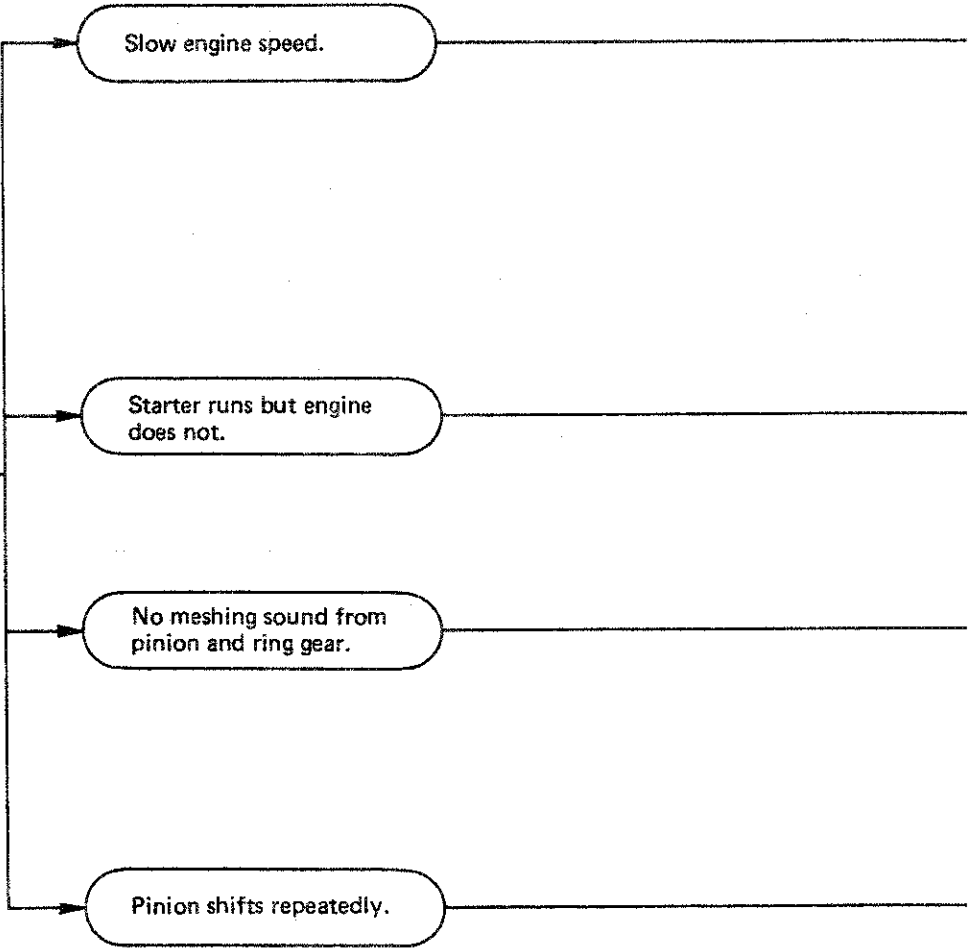 Slow engine speed.
Starter runs but engine
does not.
No meshing sound from
pinion and ring gear.
Pinion shifts repeatedly.